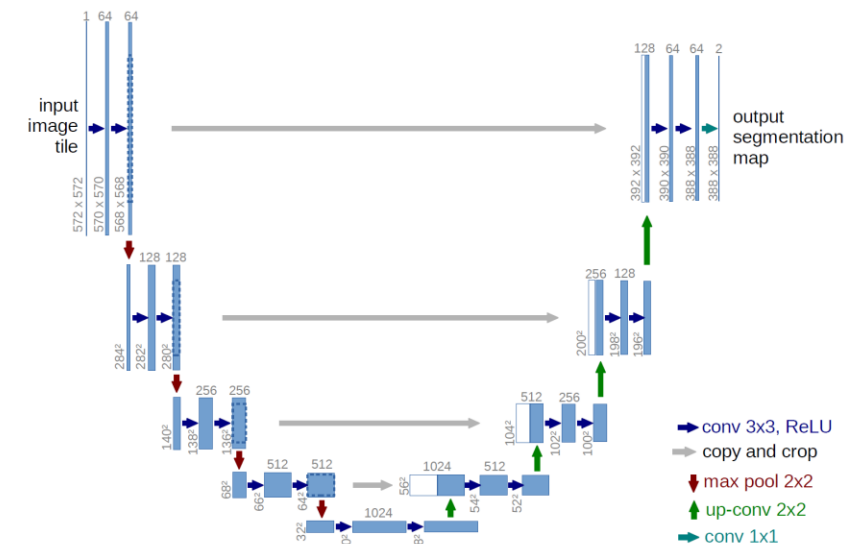 1 64 64
input
image
tile
572 x 572
570 x 570
568 x 568
128 64 64 2
output
segmentation
map
392 x 392
390 x 390
388 x 388
388 x 388
128 128
284²
282²
280²
256 128
200²
198²
196²
256 256
140²
138²
136²
512 256
104²
102²
100²
512 512
68²
66²
64²
1024 512
56²
54²
52²
1024
32²
conv 3x3, ReLU
copy and crop
max pool 2x2
up-conv 2x2
conv 1x1